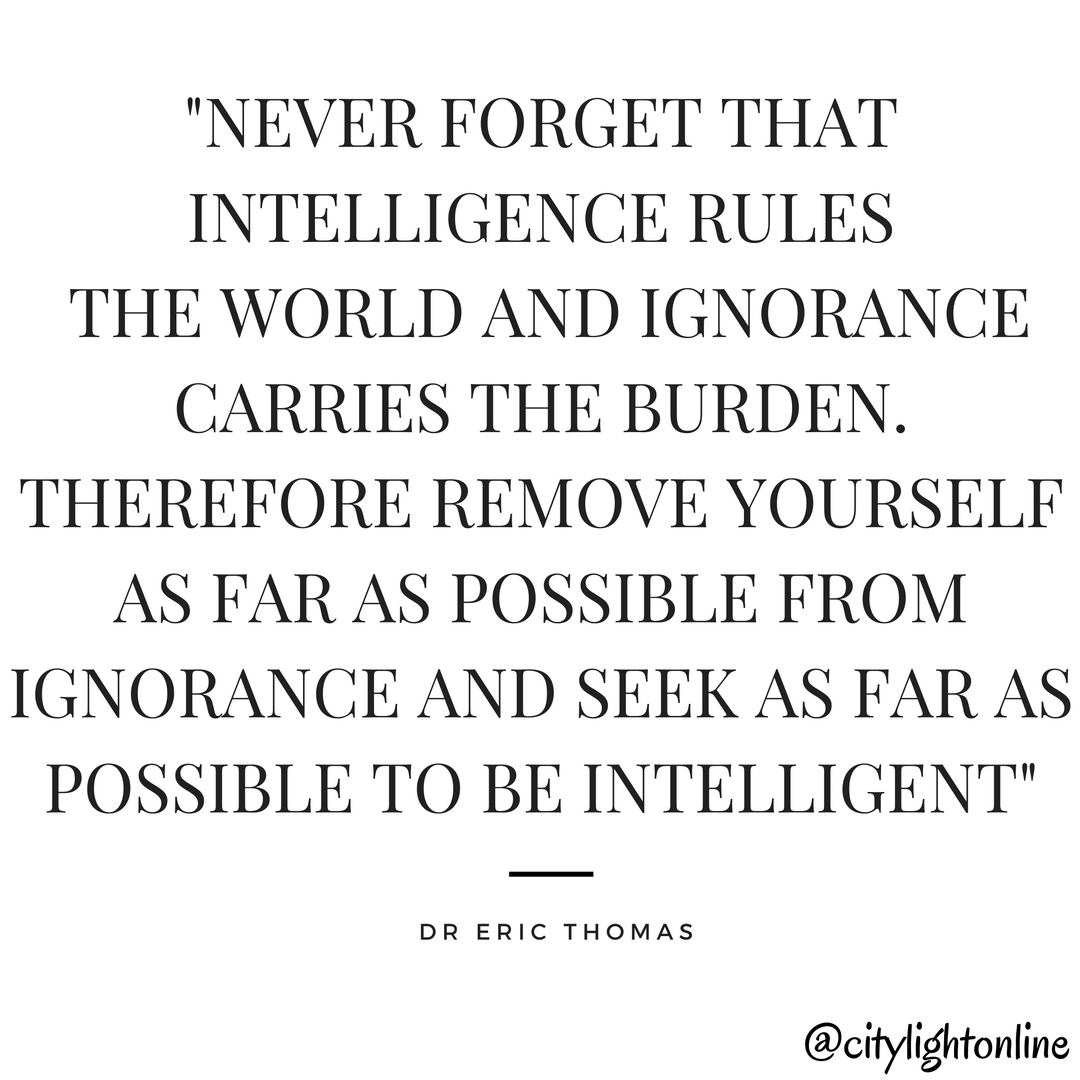 "NEVER FORGET THAT
INTELLIGENCE RULES
THE WORLD AND IGNORANCE
CARRIES THE BURDEN.
THEREFORE REMOVE YOURSELF
AS FAR AS POSSIBLE FROM
IGNORANCE AND SEEK AS FAR AS
POSSIBLE TO BE INTELLIGENT"
DR ERIC THOMAS
@citylightonline